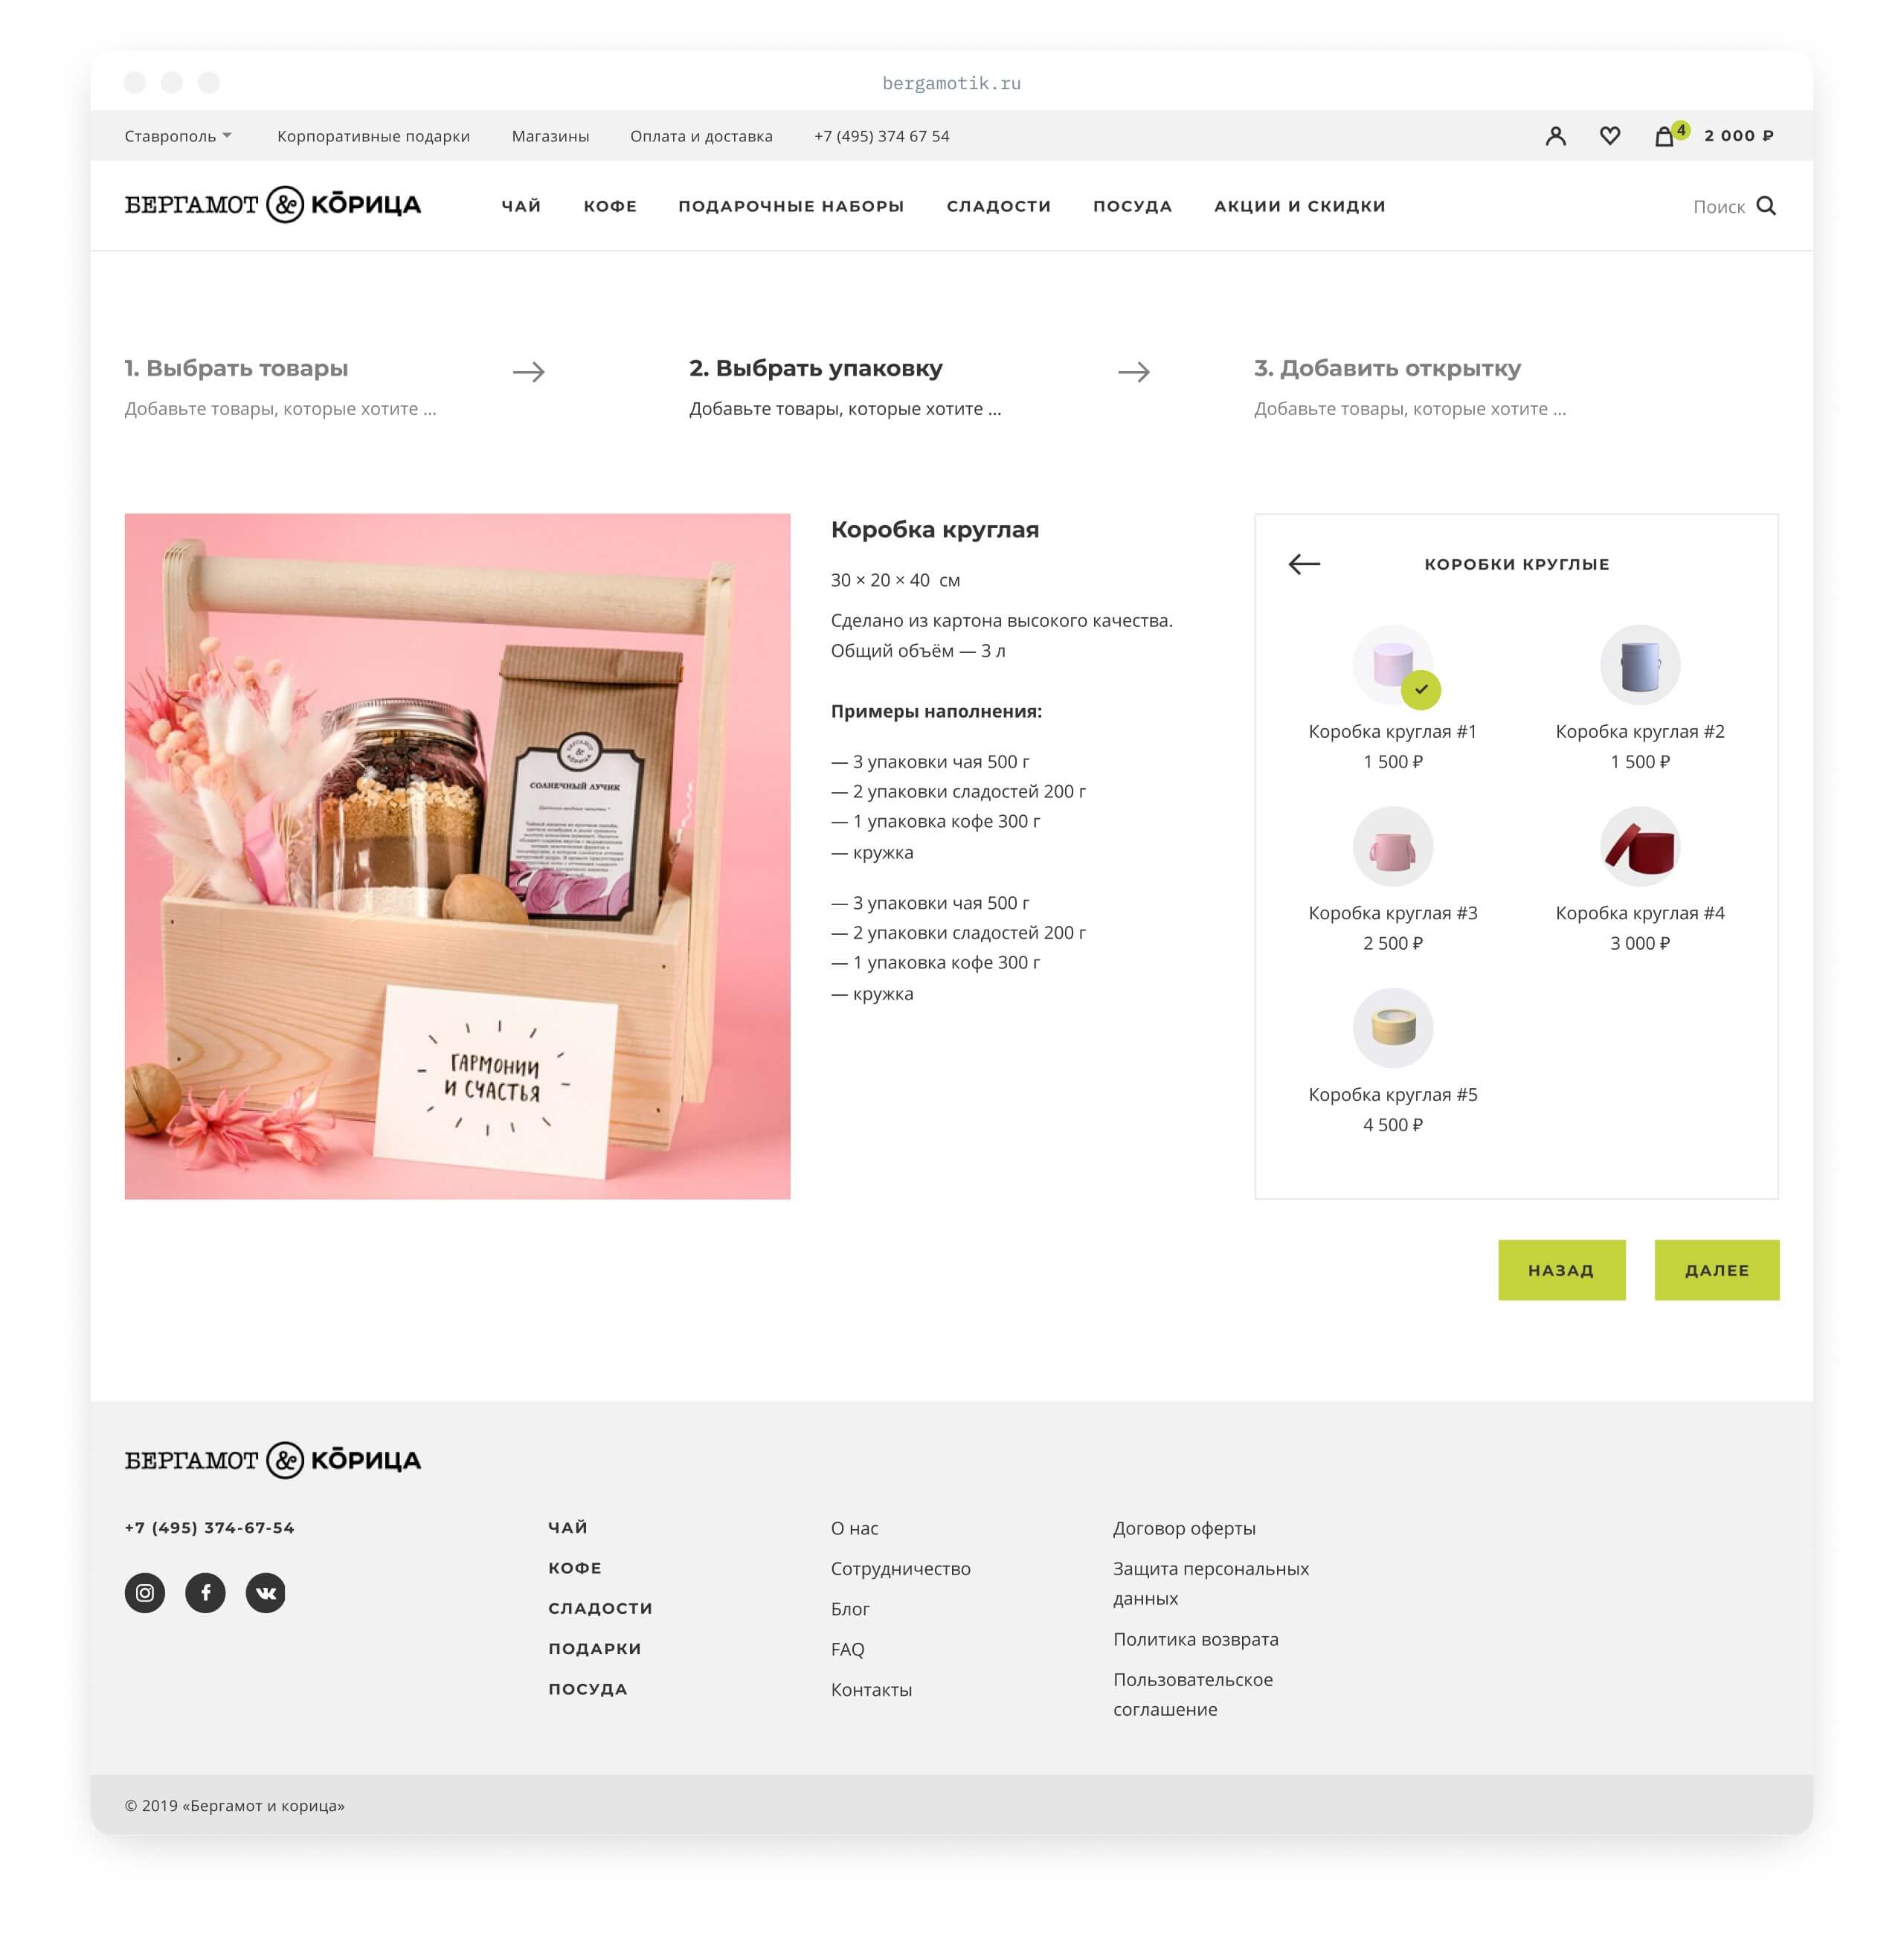 bergamotik.ru
Ставрополь Корпоративные подарки Магазины Оплата и доставка +7 (495) 374 67 54 4 2 000 ₽
БЕРГАМОТ & КŌРИЦА ЧАЙ КОФЕ ПОДАРОЧНЫЕ НАБОРЫ СЛАДОСТИ ПОСУДА АКЦИИ И СКИДКИ Поиск
1. Выбрать товары
Добавьте товары, которые хотите ...
2. Выбрать упаковку
Добавьте товары, которые хотите ...
3. Добавить открытку
Добавьте товары, которые хотите ...
БЕРГАМОТ
&
КОРИЦА
СОЛНЕЧНЫЙ ЛУЧИК
ГАРМОНИИ
И СЧАСТЬЯ
Коробка круглая
30 × 20 × 40 см
Сделано из картона высокого качества.
Общий объём — 3 л
Примеры наполнения:
— 3 упаковки чая 500 г
— 2 упаковки сладостей 200 г
— 1 упаковка кофе 300 г
— кружка
— 3 упаковки чая 500 г
— 2 упаковки сладостей 200 г
— 1 упаковка кофе 300 г
— кружка
КОРОБКИ КРУГЛЫЕ
Коробка круглая #1
1 500 ₽
Коробка круглая #2
1 500 ₽
Коробка круглая #3
2 500 ₽
Коробка круглая #4
3 000 ₽
Коробка круглая #5
4 500 ₽
НАЗАД
ДАЛЕЕ
БЕРГАМОТ & КŌРИЦА
+7 (495) 374-67-54
ЧАЙ
КОФЕ
СЛАДОСТИ
ПОДАРКИ
ПОСУДА
О нас
Сотрудничество
Блог
FAQ
Контакты
Договор оферты
Защита персональных
данных
Политика возврата
Пользовательское
соглашение
© 2019 «Бергамот и корица»